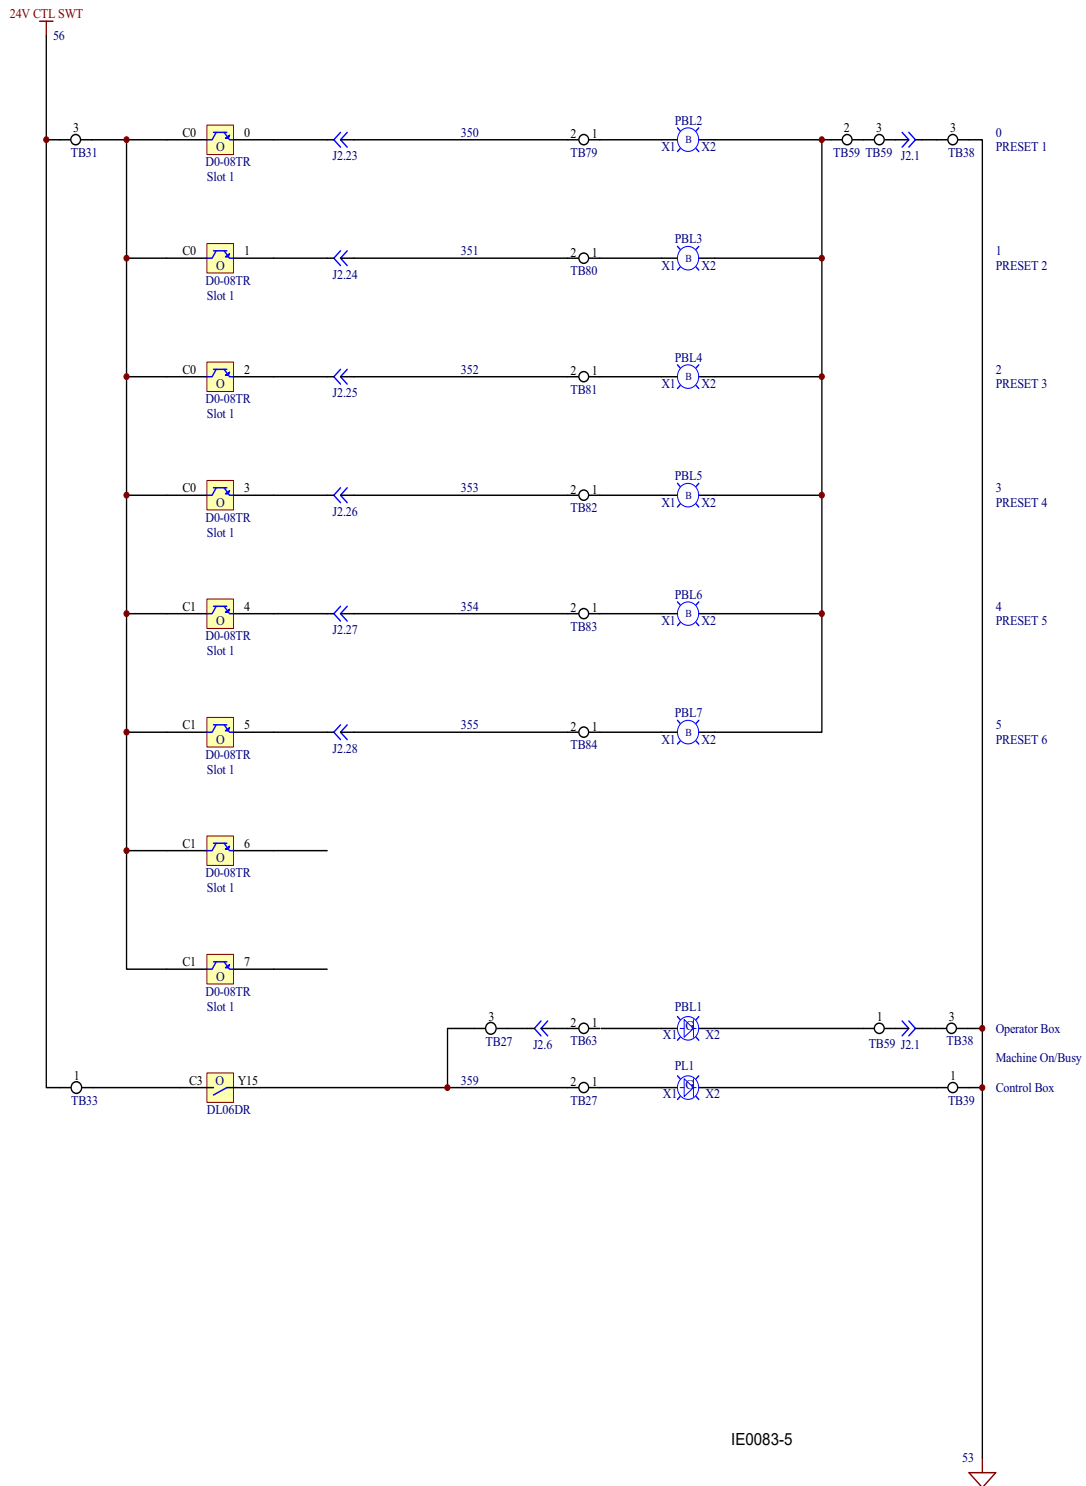 24V CTL SWT
56
3 C0 0 350 2 1 PBL2 2 3 3 0
TB31 D0-08TR J2.23 TB79 X1 B X2 TB59 TB59 J2.1 TB38 PRESET 1
O
Slot 1
C0 1 351 2 1 PBL3 1
O D0-08TR J2.24 TB80 X1 B X2 PRESET 2
Slot 1
C0 2 352 2 1 PBL4 2
O D0-08TR J2.25 TB81 X1 B X2 PRESET 3
Slot 1
C0 3 353 2 1 PBL5 3
O D0-08TR J2.26 TB82 X1 B X2 PRESET 4
Slot 1
C1 4 354 2 1 PBL6 4
O D0-08TR J2.27 TB83 X1 B X2 PRESET 5
Slot 1
C1 5 355 2 1 PBL7 5
O D0-08TR J2.28 TB84 X1 B X2 PRESET 6
Slot 1
C1 6
O
D0-08TR
Slot 1
C1 7
O
D0-08TR
Slot 1
3 2 1 PBL1 1 3 Operator Box
TB27 J2.6 TB63 X1 G X2 TB59 J2.1 TB38
Machine On/Busy
1 C3 O Y15 359 2 1 PL1 1 Control Box
TB33 DL06DR TB27 X1 G X2 TB39
IE0083-5
53